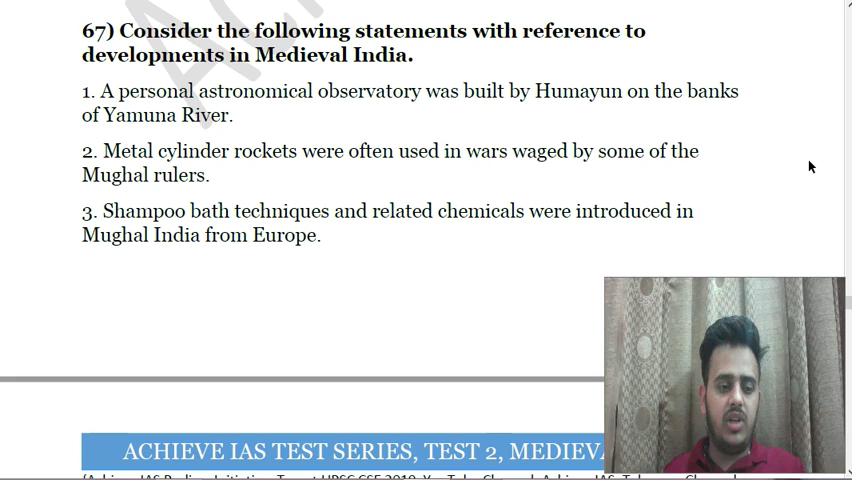 67) Consider the following statements with reference to
developments in Medieval India.
1. A personal astronomical observatory was built by Humayun on the banks
of Yamuna River.
2. Metal cylinder rockets were often used in wars waged by some of the
Mughal rulers.
3. Shampoo bath techniques and related chemicals were introduced in
Mughal India from Europe.
ACHIEVE IAS TEST SERIES, TEST 2, MEDIEVA